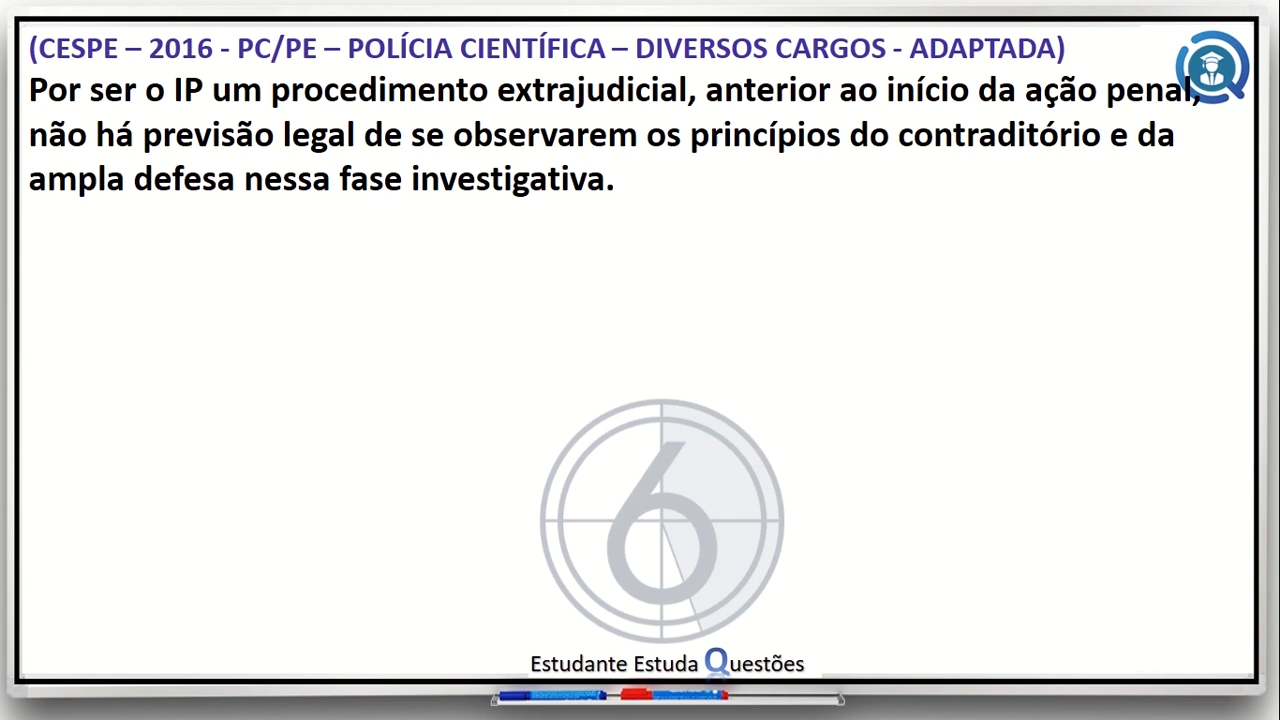 (CESPE – 2016 - PC/PE – POLÍCIA CIENTÍFICA – DIVERSOS CARGOS - ADAPTADA)
Por ser o IP um procedimento extrajudicial, anterior ao início da ação penal,
não há previsão legal de se observarem os princípios do contraditório e da
ampla defesa nessa fase investigativa.
6
Estudante Estuda Questões